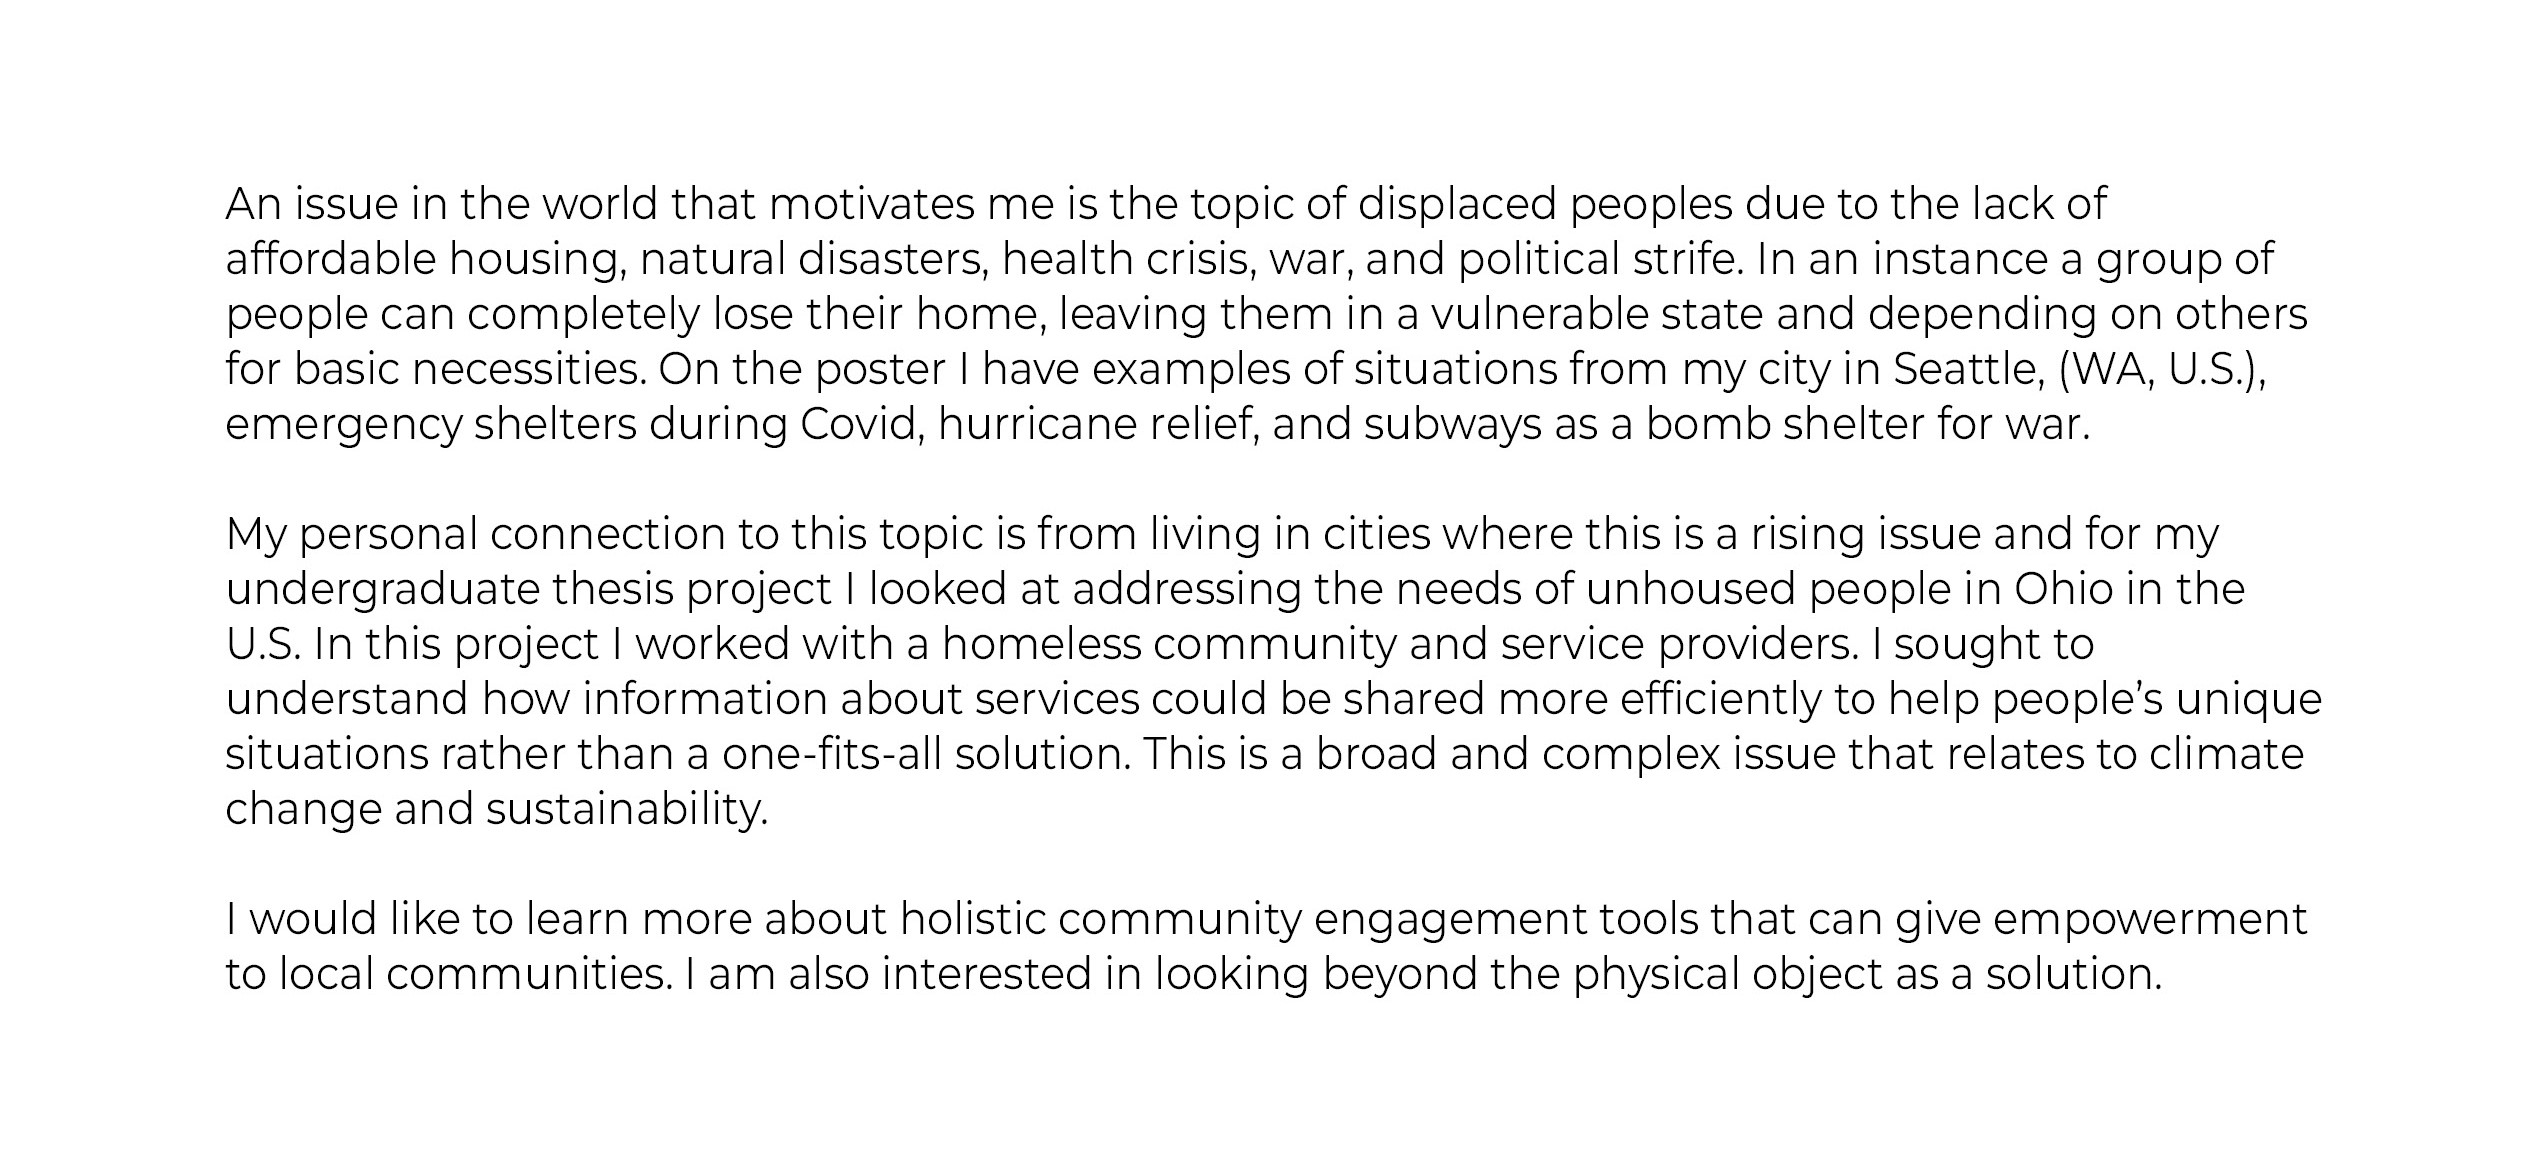 An issue in the world that motivates me is the topic of displaced peoples due to the lack of
affordable housing, natural disasters, health crisis, war, and political strife. In an instance a group of
people can completely lose their home, leaving them in a vulnerable state and depending on others
for basic necessities. On the poster I have examples of situations from my city in Seattle, (WA, U.S.),
emergency shelters during Covid, hurricane relief, and subways as a bomb shelter for war.

My personal connection to this topic is from living in cities where this is a rising issue and for my
undergraduate thesis project I looked at addressing the needs of unhoused people in Ohio in the
U.S. In this project I worked with a homeless community and service providers. I sought to
understand how information about services could be shared more efficiently to help people’s unique
situations rather than a one-fits-all solution. This is a broad and complex issue that relates to climate
change and sustainability.

I would like to learn more about holistic community engagement tools that can give empowerment
to local communities. I am also interested in looking beyond the physical object as a solution.